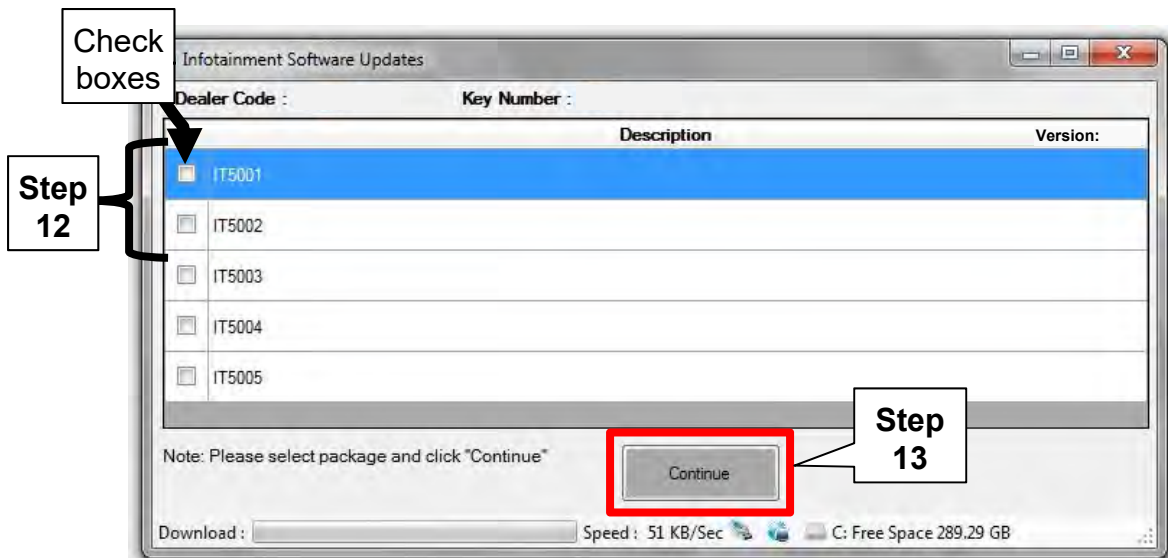 Check
boxes
Infotainment Software Updates
Dealer Code :
Key Number :
Description
Version:
Step
12
IT5001
IT5002
IT5003
IT5004
IT5005
Step
13
Note: Please select package and click "Continue"
Continue
Download :
Speed : 51 KB/Sec
C: Free Space 289.29 GB